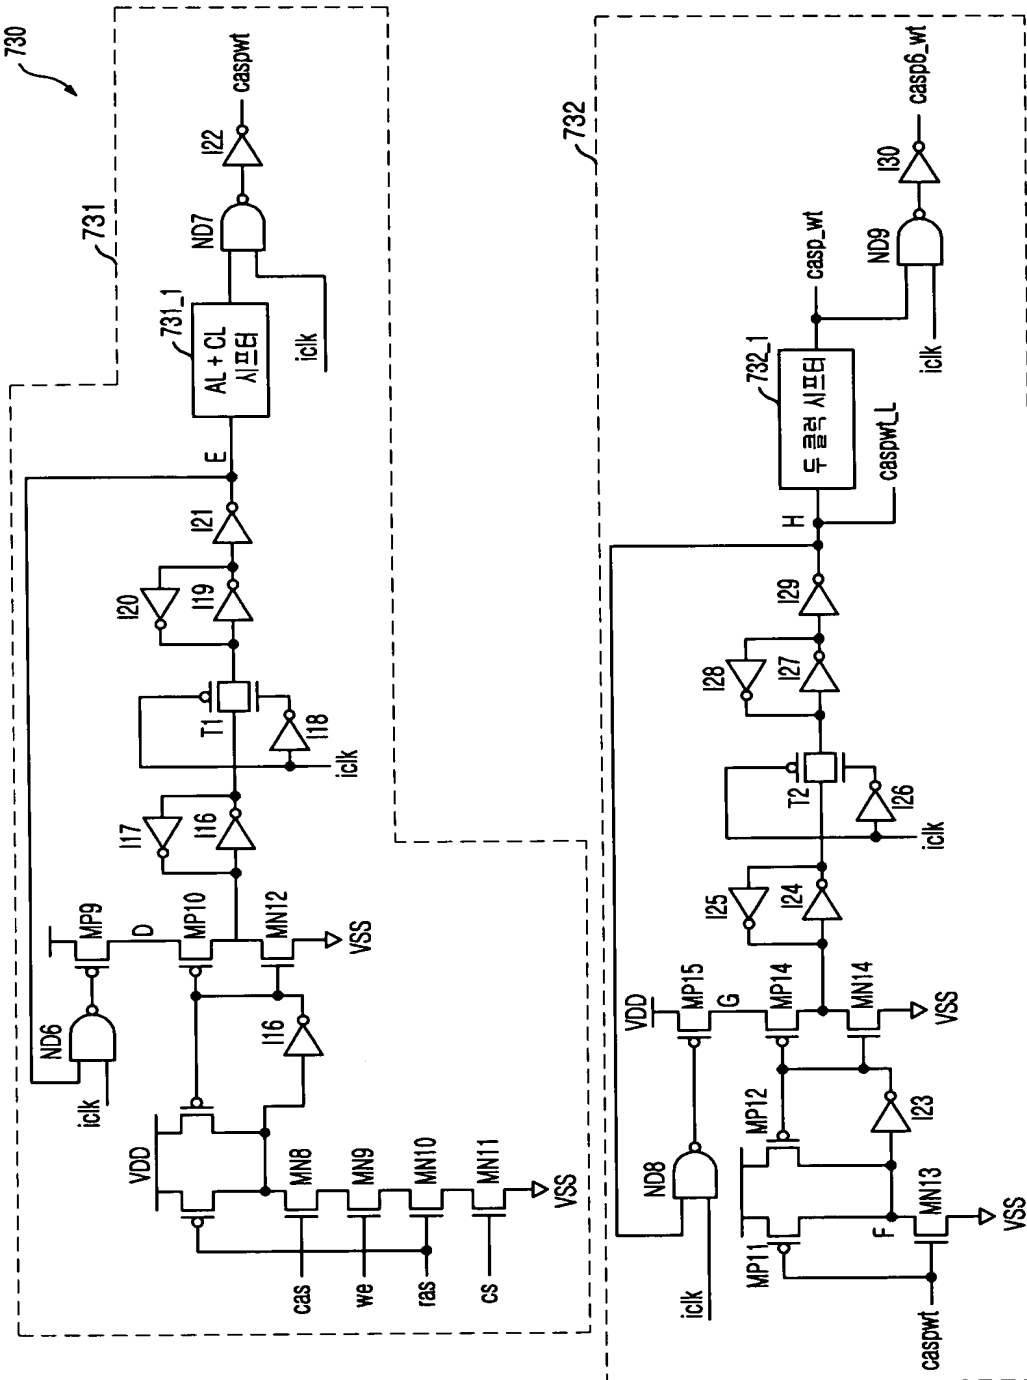 730
731
ND6
iclk
MP9
D
MP10
MN12
VSS
VDD
I16
MN8
MN9
MN10
MN11
VSS
cas
we
ras
cs
I17
I16
T1
I18
iclk
I20
I19
I21
E
731_1
AL + CL
시프터
ND7
iclk
I22
caspwt
732
ND8
iclk
VDD
MP15
G
MP14
MN14
VSS
MP12
MP11
I23
F
MN13
VSS
caspwt
I25
I24
T2
I26
iclk
I28
I27
I29
H
caspwt_L
732_1
두 클럭 시프터
casp_wt
ND9
iclk
I30
casp6_wt